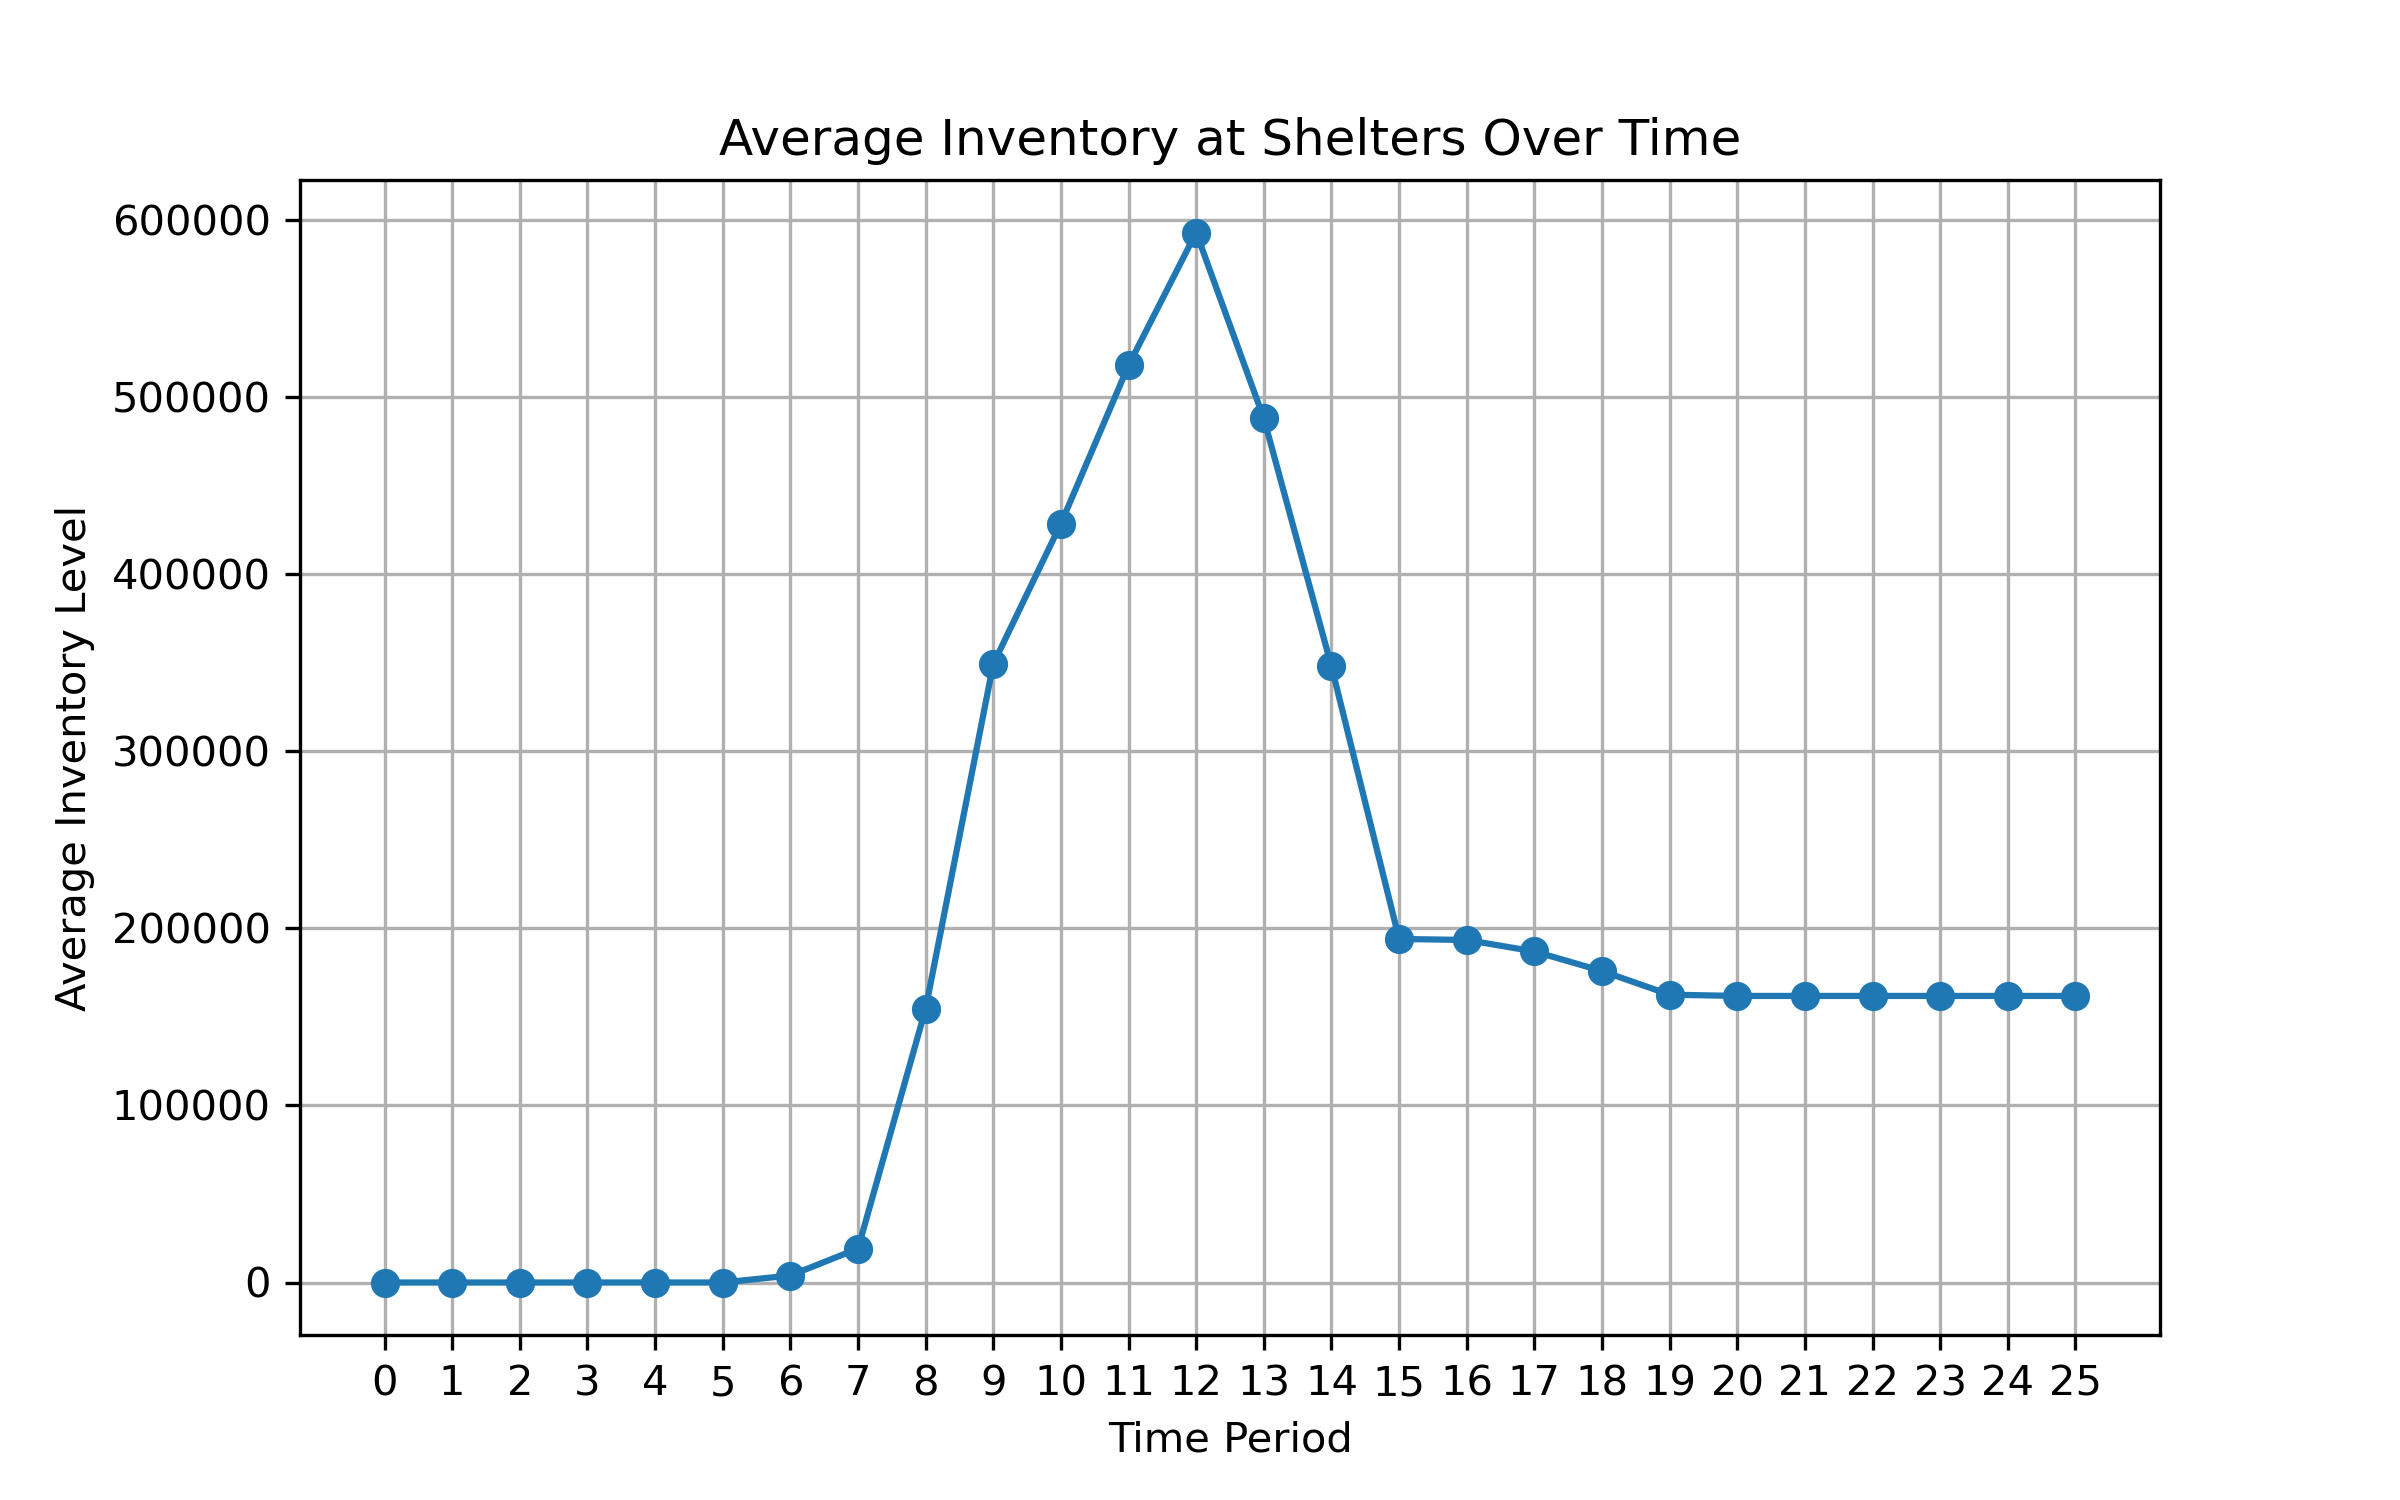 Average Inventory at Shelters Over Time
Average Inventory Level
600000
500000
400000
300000
200000
100000
0
0 1 2 3 4 5 6 7 8 9 10 11 12 13 14 15 16 17 18 19 20 21 22 23 24 25
Time Period